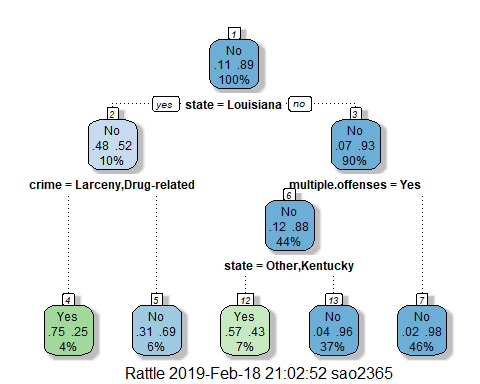 1
No
.11 .89
100%
yes state = Louisiana no
2
No
.48 .52
10%
3
No
.07 .93
90%
crime = Larceny,Drug-related
multiple.offenses = Yes
6
No
.12 .88
44%
state = Other,Kentucky
4
Yes
.75 .25
4%
5
No
.31 .69
6%
12
Yes
.57 .43
7%
13
No
.04 .96
37%
7
No
.02 .98
46%
Rattle 2019-Feb-18 21:02:52 sao2365